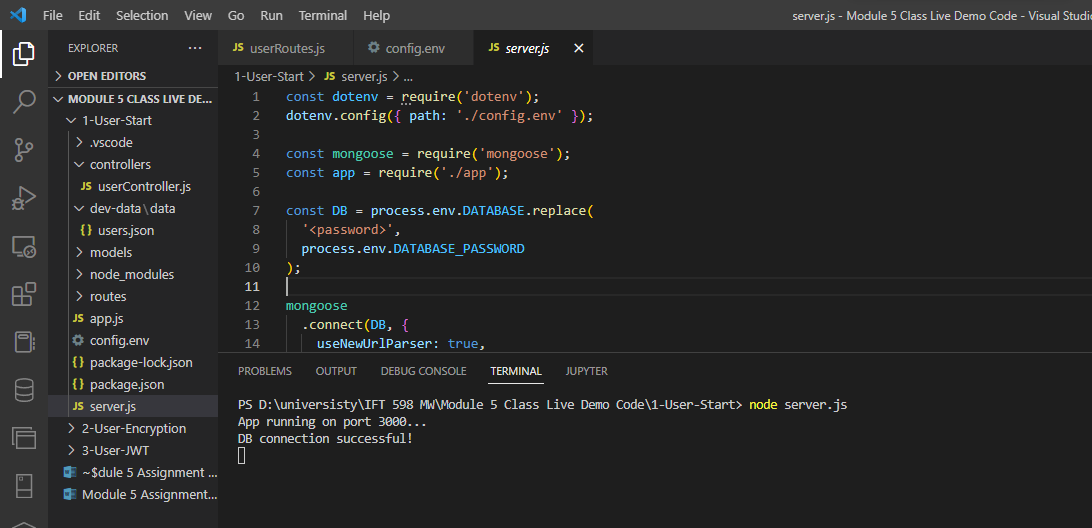 File Edit Selection View Go Run Terminal Help
server.js - Module 5 Class Live Demo Code - Visual Studio
EXPLORER ...
OPEN EDITORS
MODULE 5 CLASS LIVE DE...
1-User-Start
.vscode
controllers
JS userController.js
dev-data\data
{} users.json
models
node_modules
routes
JS app.js
config.env
{} package-lock.json
{} package.json
JS server.js
2-User-Encryption
3-User-JWT
~$dule 5 Assignment ...
Module 5 Assignment...
JS userRoutes.js config.env JS server.js ×
1-User-Start > JS server.js > ...
1 const dotenv = require('dotenv');
2 dotenv.config({ path: './config.env' });
3
4 const mongoose = require('mongoose');
5 const app = require('./app');
6
7 const DB = process.env.DATABASE.replace(
8 '<password>',
9 process.env.DATABASE_PASSWORD
10 );
11
12 mongoose
13 .connect(DB, {
14 useNewUrlParser: true,
PROBLEMS OUTPUT DEBUG CONSOLE TERMINAL JUPYTER
PS D:\universisty\IFT 598 MW\Module 5 Class Live Demo Code\1-User-Start> node server.js
App running on port 3000...
DB connection successful!